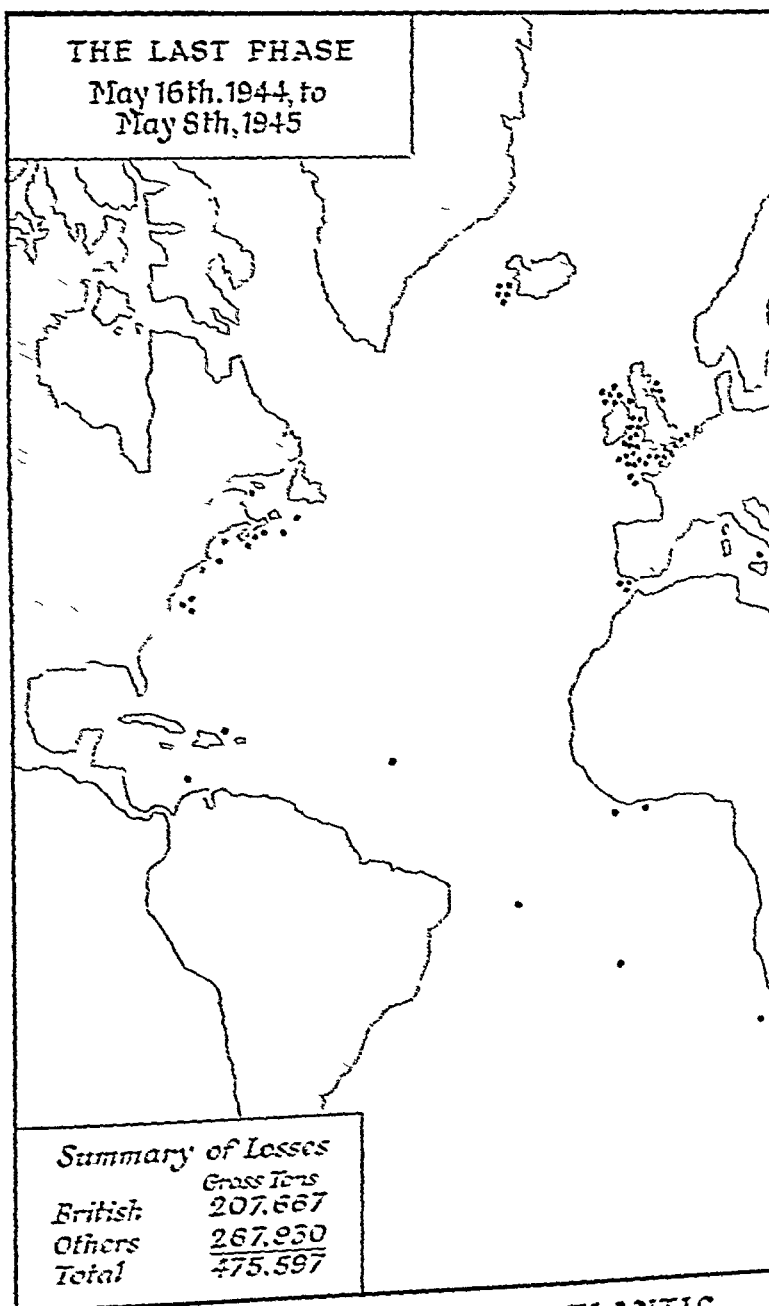 THE LAST PHASE
May 16th.1944, to
May 8th,1945
Summary of Losses
Gross Tons
British 207.667
Others 267.930
Total 475.597
ATLANTIC